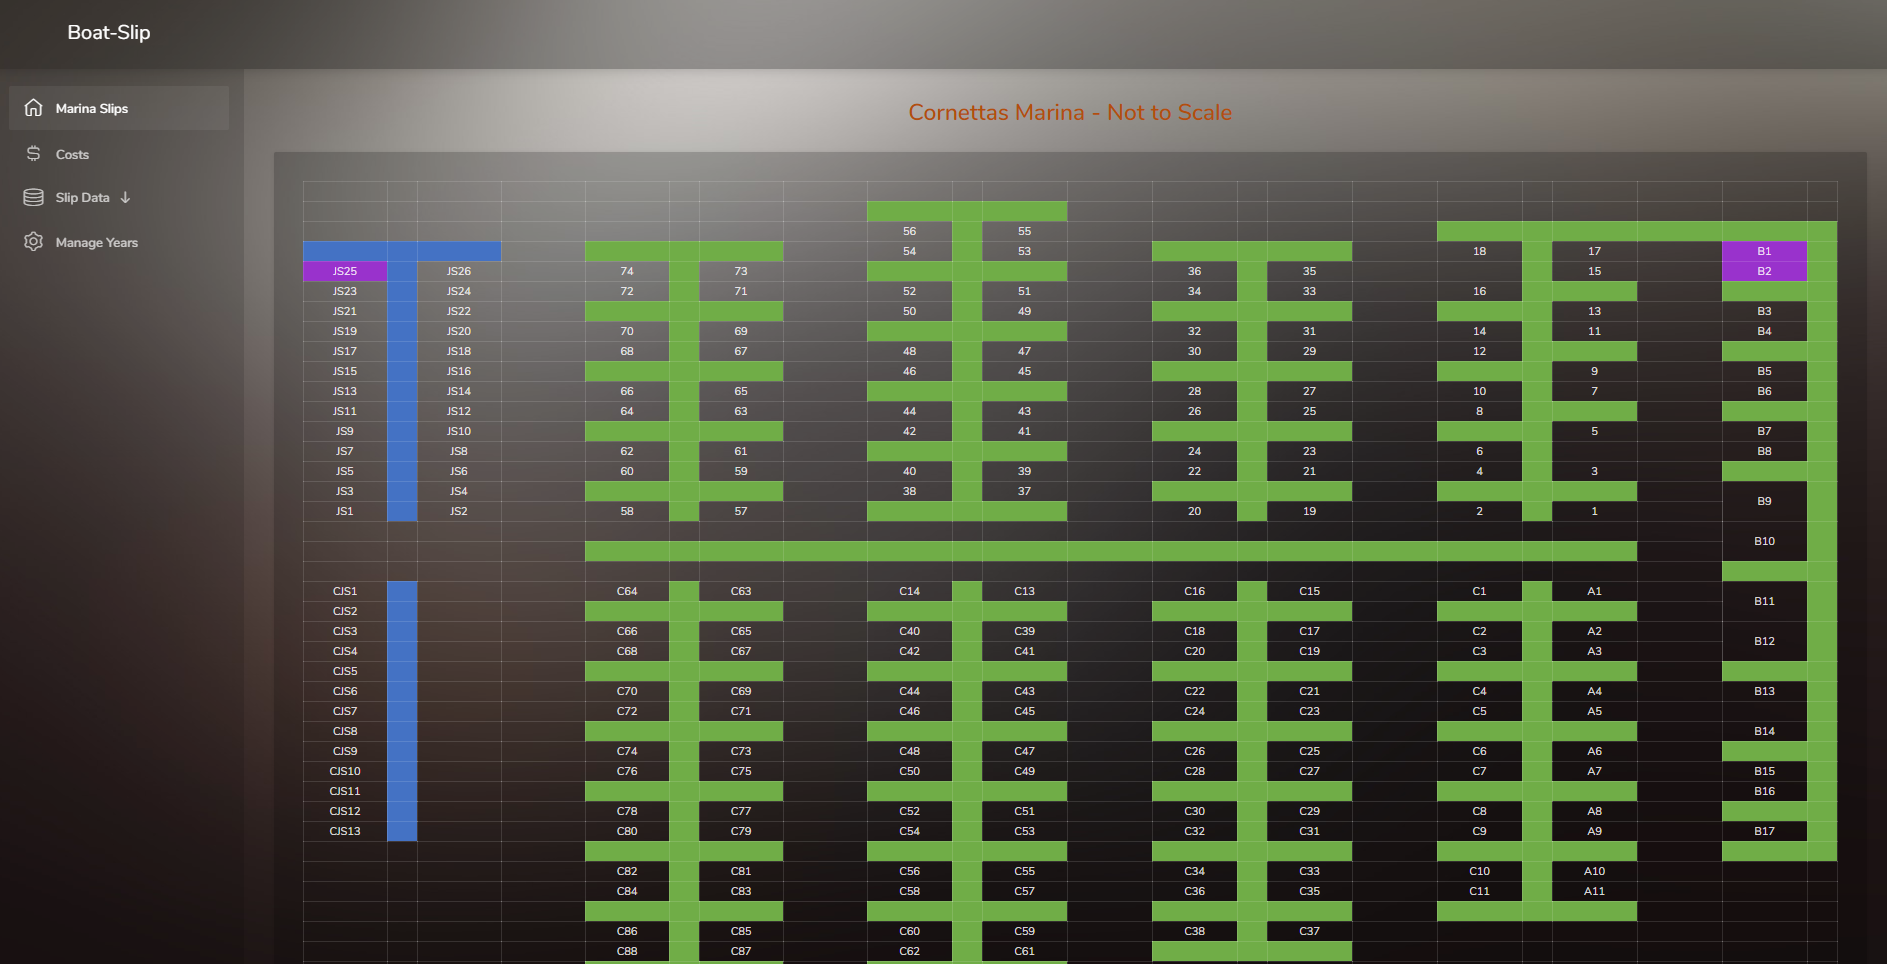 Boat-Slip
Marina Slips
Costs
Slip Data ↓
Manage Years
Cornettas Marina - Not to Scale
56 55
54 53 18 17 B1
JS25 JS26 74 73 36 35 15 B2
JS23 JS24 72 71 52 51 34 33 16
JS21 JS22 50 49 13 B3
JS19 JS20 70 69 32 31 14 11 B4
JS17 JS18 68 67 48 47 30 29 12
JS15 JS16 46 45 9 B5
JS13 JS14 66 65 28 27 10 7 B6
JS11 JS12 64 63 44 43 26 25 8
JS9 JS10 42 41 5 B7
JS7 JS8 62 61 24 23 6 B8
JS5 JS6 60 59 40 39 22 21 4 3
JS3 JS4 38 37
B9
JS1 JS2 58 57 20 19 2 1
B10
CJS1 C64 C63 C14 C13 C16 C15 C1 A1
B11
CJS2
CJS3 C66 C65 C40 C39 C18 C17 C2 A2
B12
CJS4 C68 C67 C42 C41 C20 C19 C3 A3
CJS5
CJS6 C70 C69 C44 C43 C22 C21 C4 A4 B13
CJS7 C72 C71 C46 C45 C24 C23 C5 A5
CJS8 B14
CJS9 C74 C73 C48 C47 C26 C25 C6 A6
CJS10 C76 C75 C50 C49 C28 C27 C7 A7 B15
CJS11 B16
CJS12 C78 C77 C52 C51 C30 C29 C8 A8
CJS13 C80 C79 C54 C53 C32 C31 C9 A9 B17
C82 C81 C56 C55 C34 C33 C10 A10
C84 C83 C58 C57 C36 C35 C11 A11
C86 C85 C60 C59 C38 C37
C88 C87 C62 C61